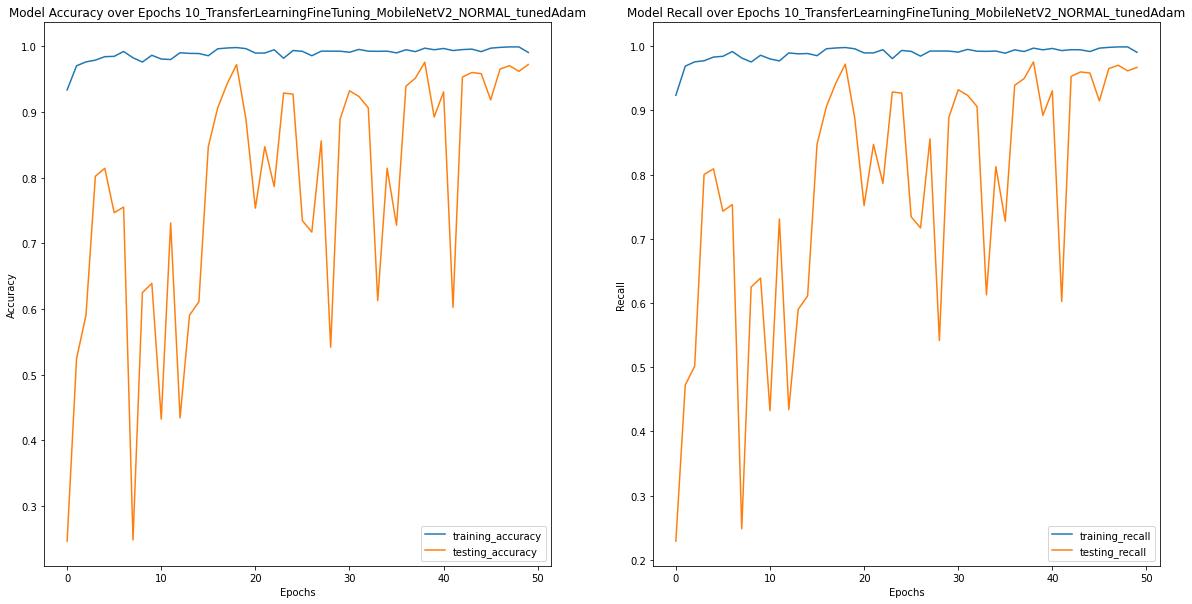 Model Accuracy over Epochs 10_TransferLearningFineTuning_MobileNetV2_NORMAL_tunedAdam
1.0
0.9
0.8
0.7
0.6
0.5
0.4
0.3
Accuracy
0 10 20 30 40 50
Epochs
training_accuracy
testing_accuracy
Model Recall over Epochs 10_TransferLearningFineTuning_MobileNetV2_NORMAL_tunedAdam
1.0
0.9
0.8
0.7
0.6
0.5
0.4
0.3
0.2
Recall
0 10 20 30 40 50
Epochs
training_recall
testing_recall